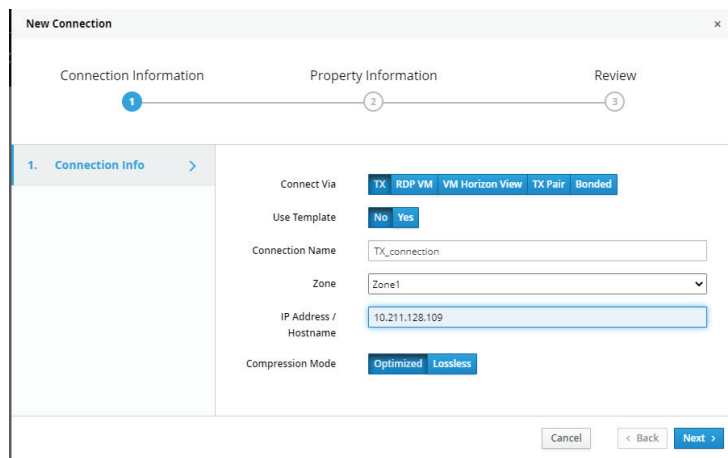 New Connection ×
Connection Information Property Information Review
1 2 3
1. Connection Info >
Connect Via TX RDP VM VM Horizon View TX Pair Bonded
Use Template No Yes
Connection Name TX_connection
Zone Zone1
IP Address / Hostname 10.211.128.109
Compression Mode Optimized Lossless
Cancel < Back Next >